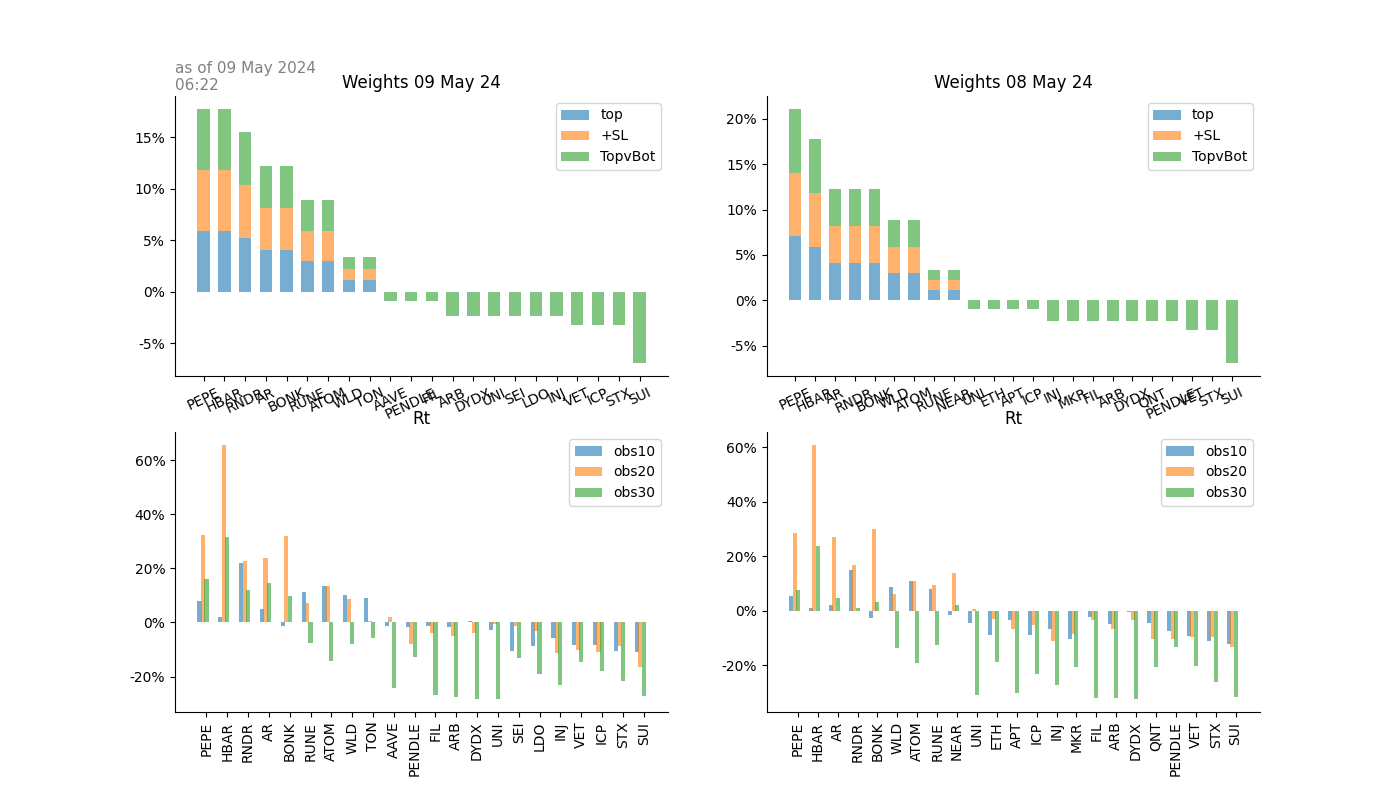 as of 09 May 2024
06:22
Weights 09 May 24
top
+SL
TopvBot
15%
10%
5%
0%
-5%
PEPE HBAR RNDR AR BONK RUNE ATOM WLD TON AAVE PENDLE FIL ARB DYDX UNI SEI LDO INJ VET ICP STX SUI
Weights 08 May 24
top
+SL
TopvBot
20%
15%
10%
5%
0%
-5%
PEPE HBAR AR RNDR BONK WLD ATOM RUNE NEAR UNI ETH APT ICP INJ MKR FIL ARB DYDX QNT PENDLE VET STX SUI
Rt
obs10
obs20
obs30
60%
40%
20%
0%
-20%
PEPE HBAR RNDR AR BONK RUNE ATOM WLD TON AAVE PENDLE FIL ARB DYDX UNI SEI LDO INJ VET ICP STX SUI
Rt
obs10
obs20
obs30
60%
40%
20%
0%
-20%
PEPE HBAR AR RNDR BONK WLD ATOM RUNE NEAR UNI ETH APT ICP INJ MKR FIL ARB DYDX QNT PENDLE VET STX SUI